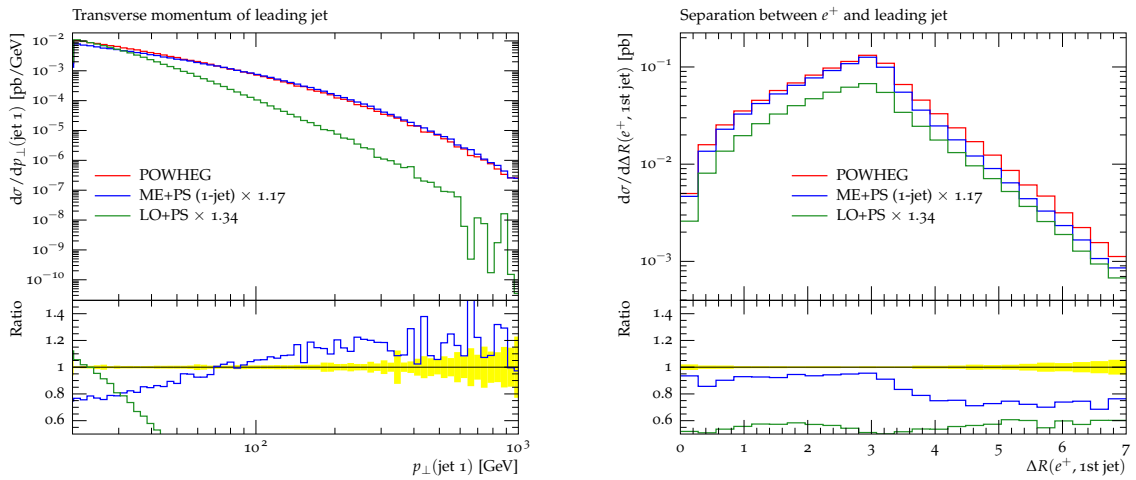 Transverse momentum of leading jet
dσ/dp⊥(jet 1) [pb/GeV]
10⁻²
10⁻³
10⁻⁴
10⁻⁵
10⁻⁶
10⁻⁷
10⁻⁸
10⁻⁹
10⁻¹⁰
POWHEG
ME+PS (1-jet) × 1.17
LO+PS × 1.34
Ratio
1.4
1.2
1
0.8
0.6
10²
10³
p⊥(jet 1) [GeV]
Separation between e⁺ and leading jet
dσ/dΔR(e⁺, 1st jet) [pb]
10⁻¹
10⁻²
10⁻³
POWHEG
ME+PS (1-jet) × 1.17
LO+PS × 1.34
Ratio
1.4
1.2
1
0.8
0.6
0 1 2 3 4 5 6 7
ΔR(e⁺, 1st jet)